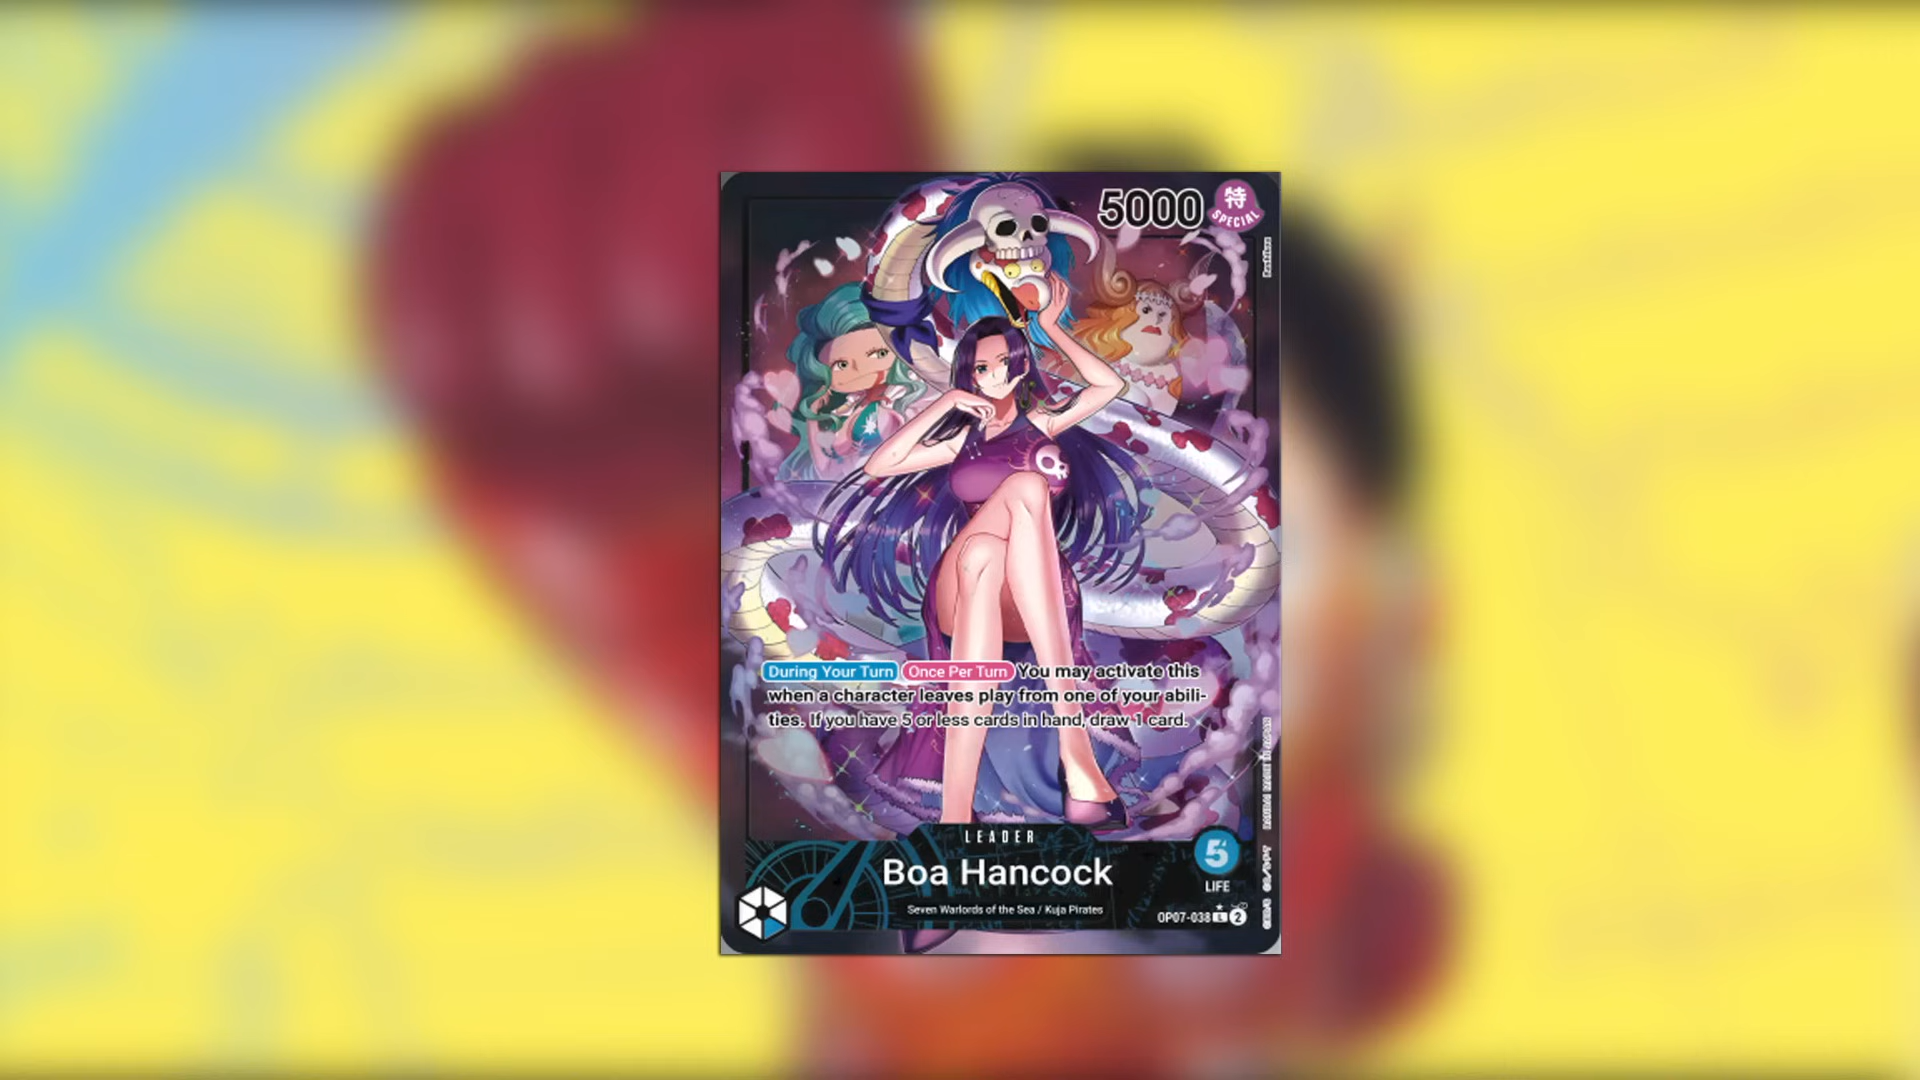 5000
特
SPECIAL
During Your Turn Once Per Turn You may activate this
when a character leaves play from one of your abili-
ties. If you have 5 or less cards in hand, draw 1 card.
LEADER
Boa Hancock
Seven Warlords of the Sea / Kuja Pirates
5
LIFE
OP07-038 L 2